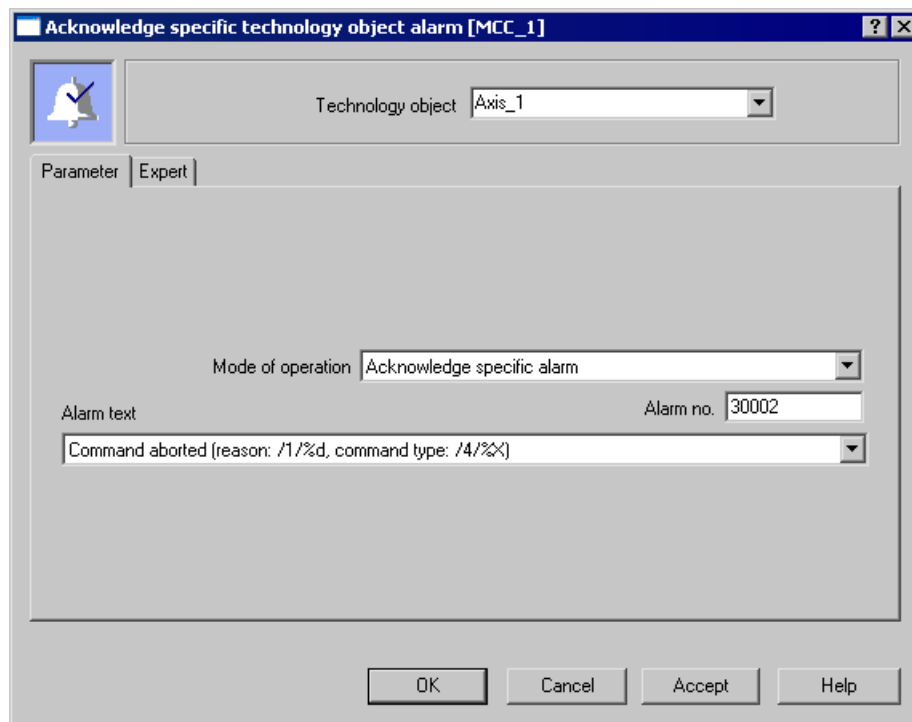 Acknowledge specific technology object alarm [MCC_1]
Technology object Axis_1
Parameter Expert
Mode of operation Acknowledge specific alarm
Alarm text Alarm no. 30002
Command aborted (reason: /1/%d, command type: /4/%X)
OK Cancel Accept Help